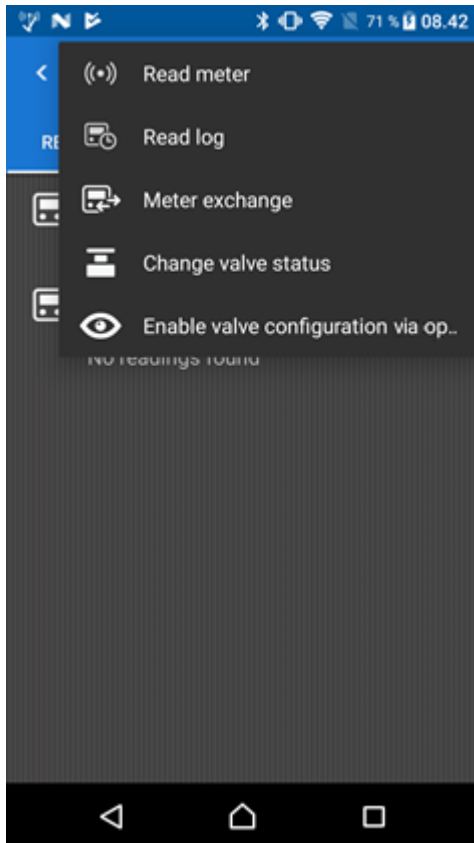 71 % 08.42
Read meter
RE
Read log
Meter exchange
Change valve status
Enable valve configuration via op..
No readings found